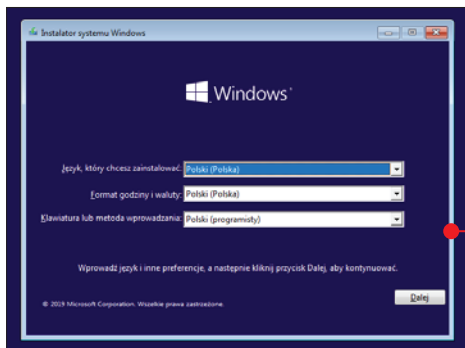 Instalator systemu Windows
Windows
Język, który chcesz zainstalować: Polski (Polska)
Format godziny i waluty: Polski (Polska)
Klawiatura lub metoda wprowadzania: Polski (programisty)
Wprowadź język i inne preferencje, a następnie kliknij przycisk Dalej, aby kontynuować.
© 2019 Microsoft Corporation. Wszelkie prawa zastrzeżone.
Dalej